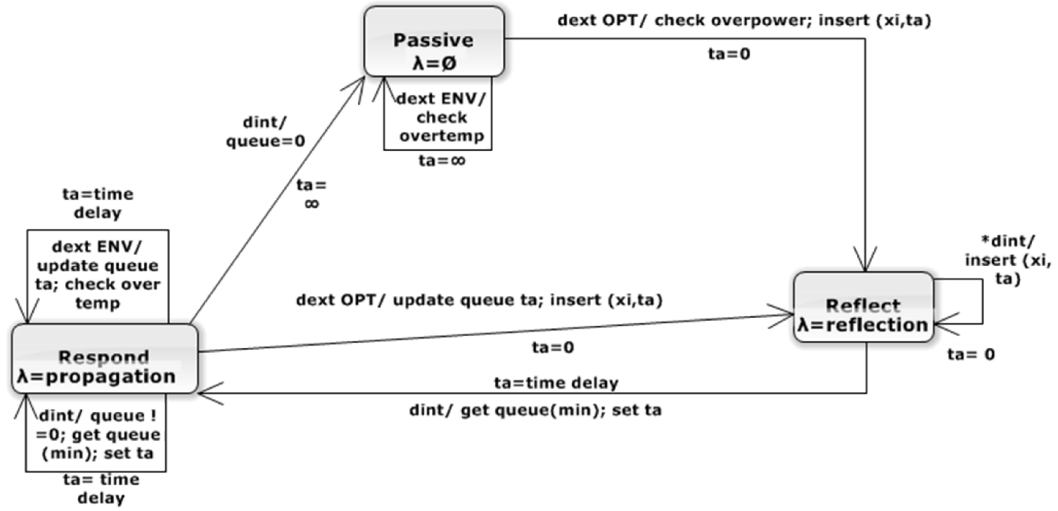 dext OPT/ check overpower; insert (xi,ta)
ta=0
Passive
λ=Ø
dext ENV/
check
overtemp
ta=∞
dint/
queue=0
ta=
∞
ta=time
delay
dext ENV/
update queue
ta; check over
temp
*dint/
insert (xi,
ta)
dext OPT/ update queue ta; insert (xi,ta)
ta=0
Reflect
λ=reflection
ta= 0
Respond
λ=propagation
ta=time delay
dint/ get queue(min); set ta
dint/ queue !
=0; get queue
(min); set ta
ta= time
delay